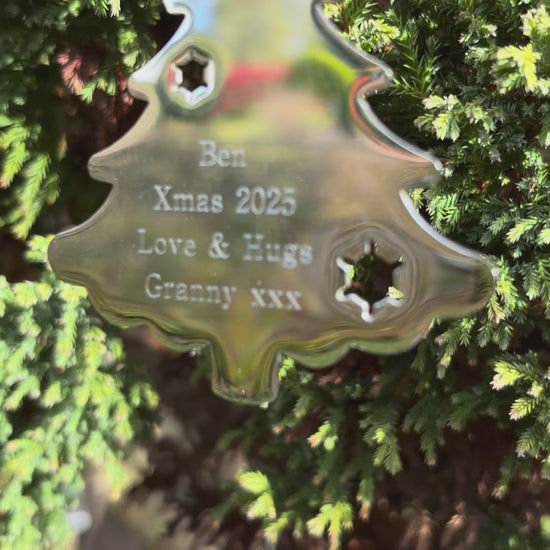 Ben
Xmas 2025
Love & Hugs
Granny xxx